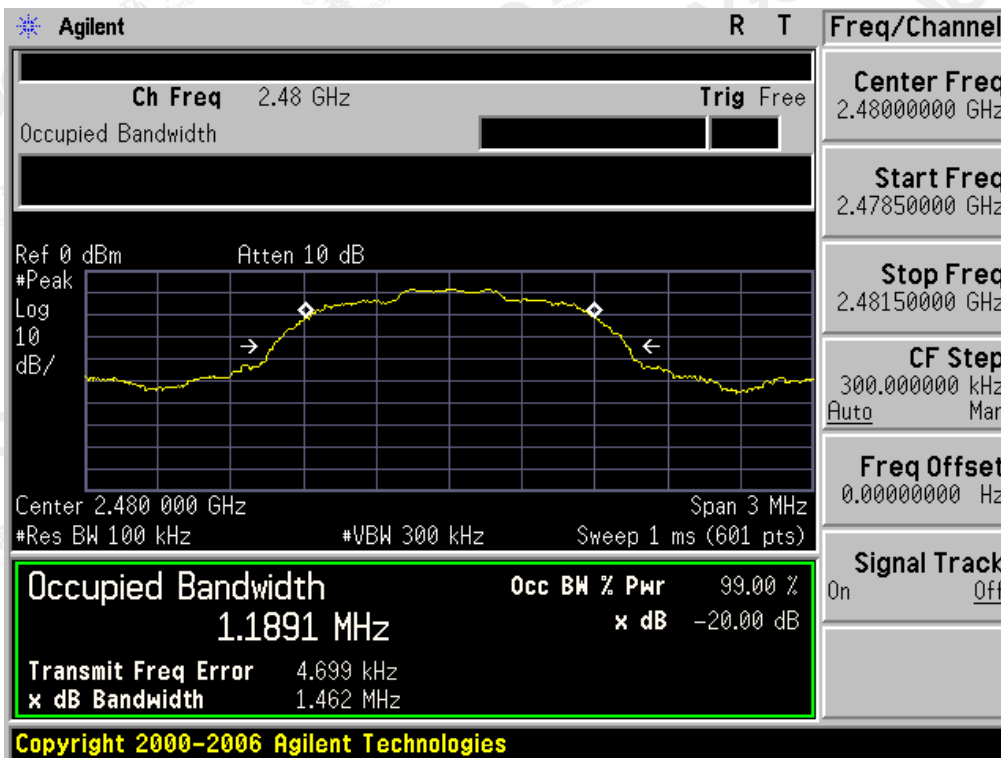 Agilent R T
Ch Freq 2.48 GHz Trig Free
Occupied Bandwidth
Ref 0 dBm Atten 10 dB
#Peak
Log
10
dB/
Center 2.480 000 GHz Span 3 MHz
#Res BW 100 kHz #VBW 300 kHz Sweep 1 ms (601 pts)
Occupied Bandwidth
1.1891 MHz
Occ BW % Pwr 99.00 %
x dB -20.00 dB
Transmit Freq Error 4.699 kHz
x dB Bandwidth 1.462 MHz
Copyright 2000-2006 Agilent Technologies
Freq/Channel
Center Freq
2.48000000 GHz
Start Freq
2.47850000 GHz
Stop Freq
2.48150000 GHz
CF Step
300.000000 kHz
Auto Man
Freq Offset
0.00000000 Hz
Signal Track
On Off